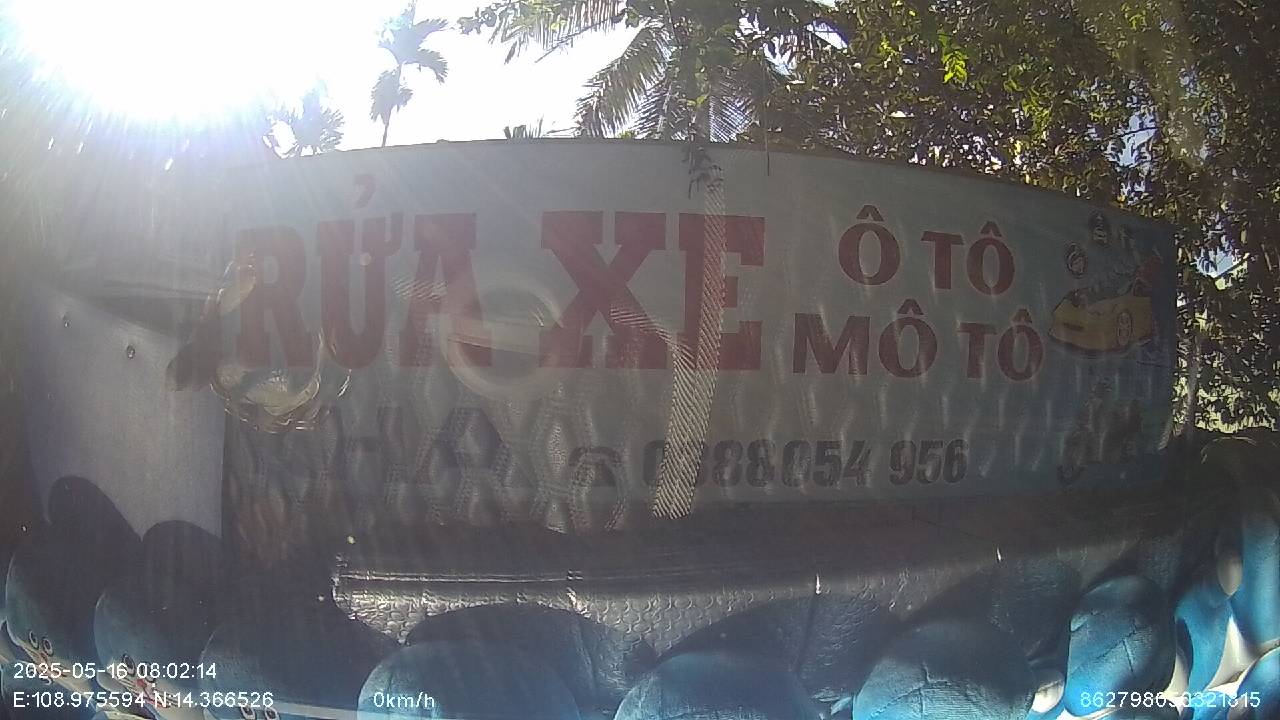 RỬA XE
Ô TÔ
MÔ TÔ
0388054 956
2025-05-16 08:02:14
E:108.975594 N:14.366526
0km/h